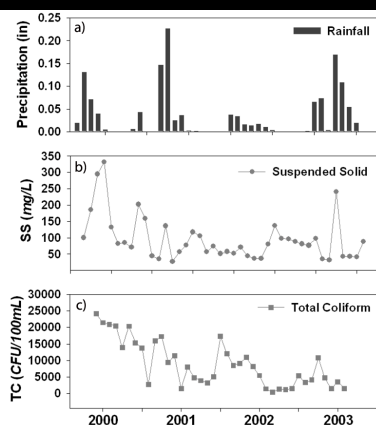 a)
Rainfall
Precipitation (in)
0.25
0.20
0.15
0.10
0.05
0.00
b)
Suspended Solid
SS (mg/L)
350
300
250
200
150
100
50
c)
Total Coliform
TC (CFU/100mL)
30000
25000
20000
15000
10000
5000
0
2000
2001
2002
2003